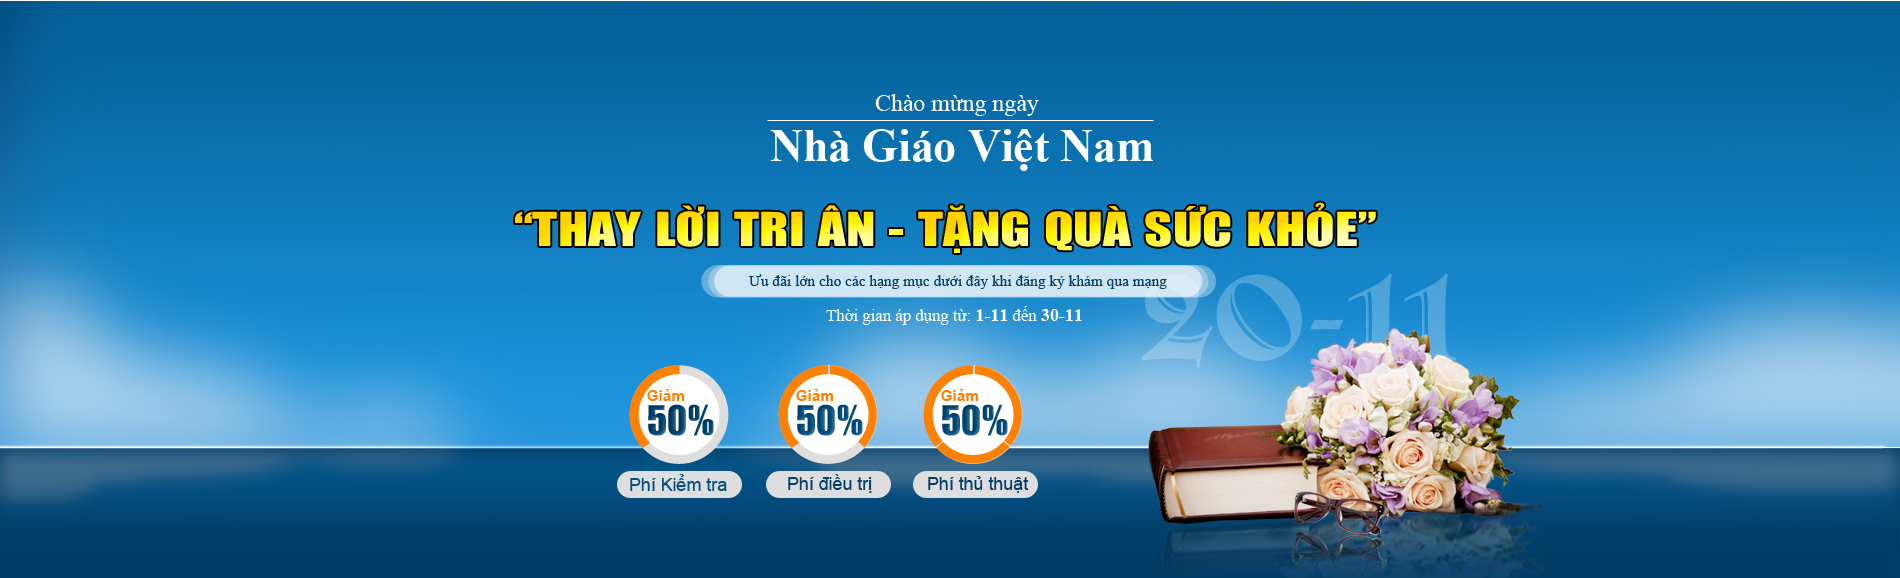 Chào mừng ngày
Nhà Giáo Việt Nam
“THAY LỜI TRI ÂN - TẶNG QUÀ SỨC KHỎE”
Ưu đãi lớn cho các hạng mục dưới đây khi đăng ký khám qua mạng
20-11
Thời gian áp dụng từ: 1-11 đến 30-11
Giảm
50%
Phí Kiểm tra
Giảm
50%
Phí điều trị
Giảm
50%
Phí thủ thuật